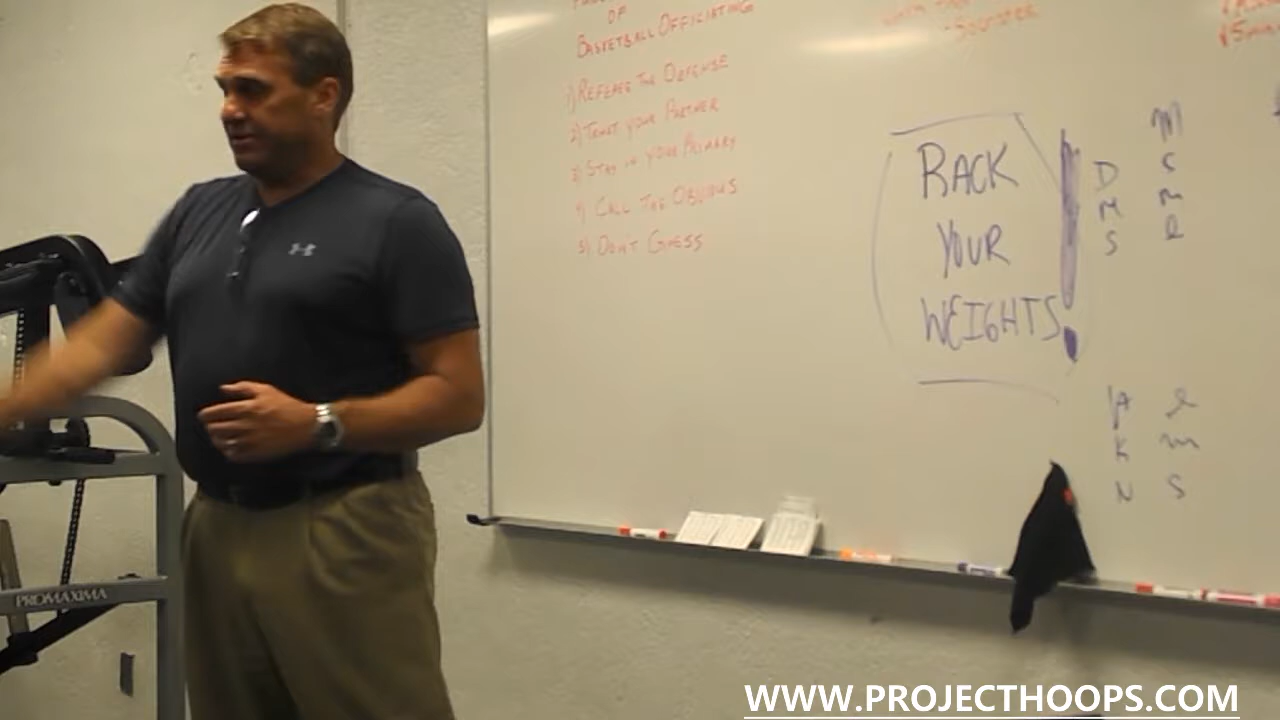 OF
BASKETBALL OFFICIATING
1) REFEREE THE DEFENSE
2) TRUST YOUR PARTNER
3) STAY IN YOUR PRIMARY
4) CALL THE OBVIOUS
5) DON'T GUESS
RACK
YOUR
WEIGHTS!
D
M
S
A
K
N
S
PROMAXIMA
WWW.PROJECTHOOPS.COM